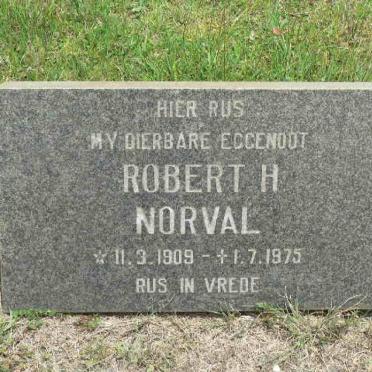 HIER RUS
MY DIERBARE EGGENOOT
ROBERT H
NORVAL
☆ 11.3.1909 - ✝ 1.7.1975
RUS IN VREDE